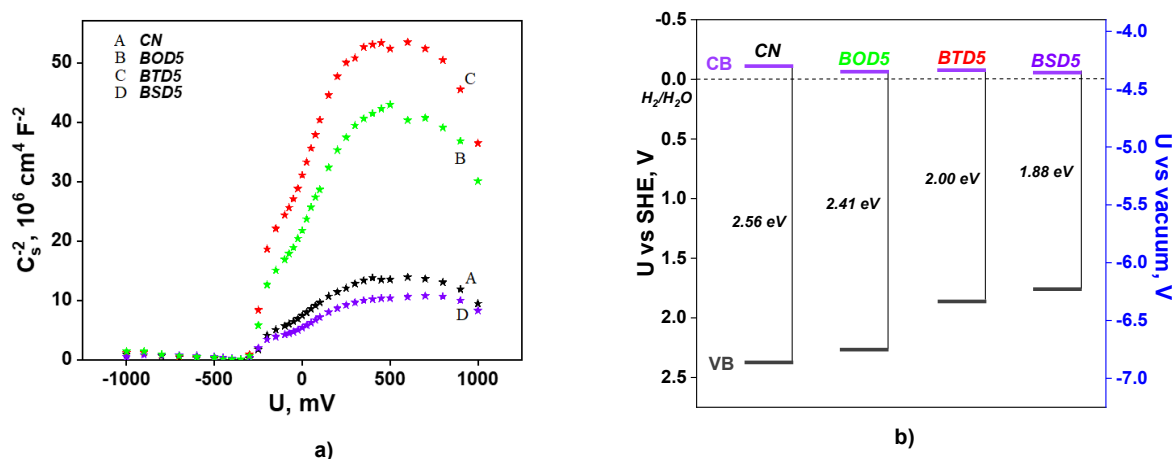 A CN
B BOD5
C BTD5
D BSD5
C
B
A
D
50
40
30
20
10
0
-1000 -500 0 500 1000
C_s^-2, 10^6 cm^4 F^-2
U, mV
a)
-0.5
0.0
0.5
1.0
1.5
2.0
2.5
U vs SHE, V
CB
CN BOD5 BTD5 BSD5
H2/H2O
2.56 eV 2.41 eV 2.00 eV 1.88 eV
VB
-4.0
-4.5
-5.0
-5.5
-6.0
-6.5
-7.0
U vs vacuum, V
b)